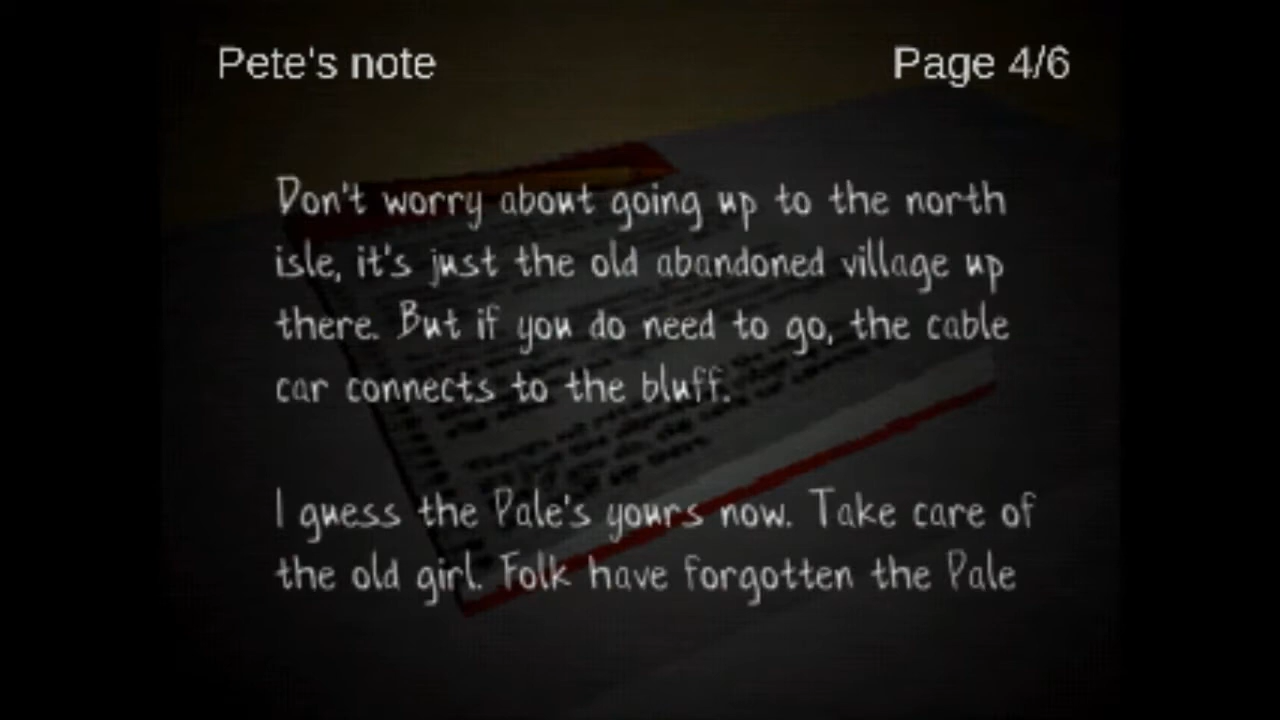 Pete's note
Page 4/6
Don't worry about going up to the north
isle, it's just the old abandoned village up
there. But if you do need to go, the cable
car connects to the bluff.
I guess the Pale's yours now. Take care of
the old girl. Folk have forgotten the Pale